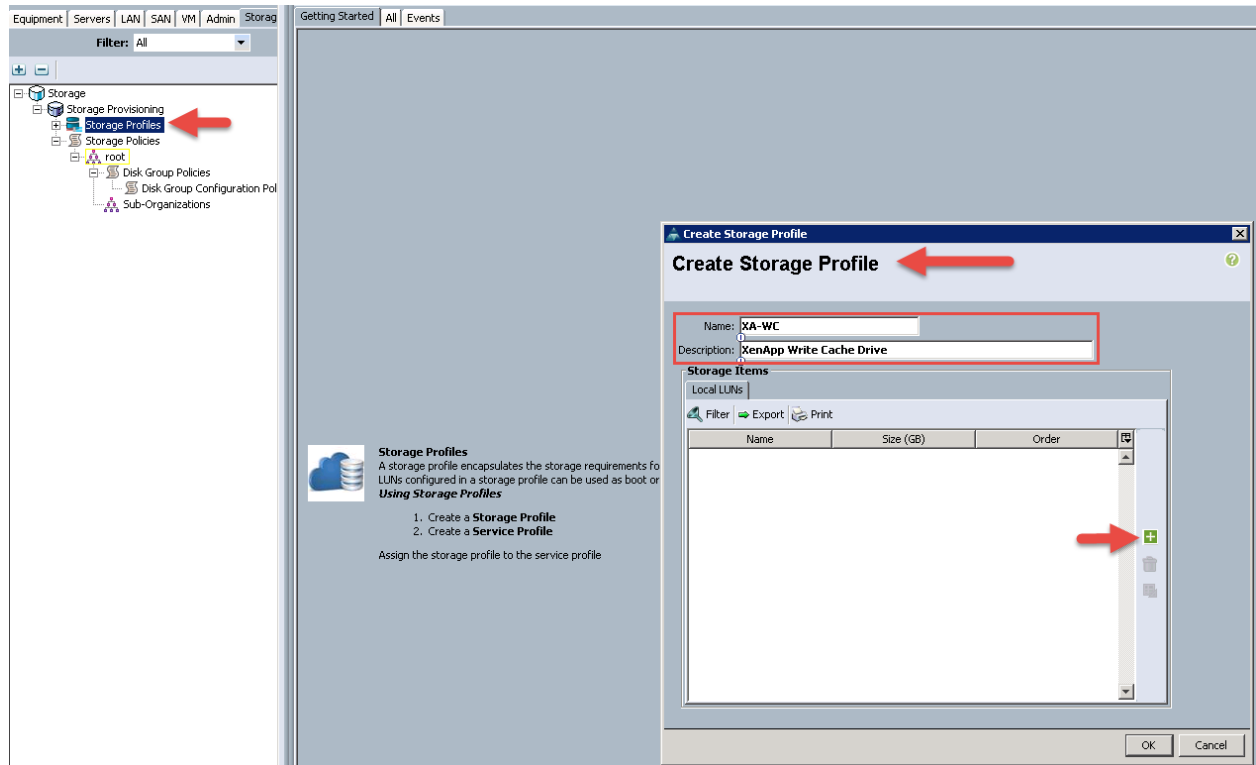 Equipment Servers LAN SAN VM Admin Storag
Filter: All
Storage
Storage Provisioning
Storage Profiles
Storage Policies
root
Disk Group Policies
Disk Group Configuration Pol
Sub-Organizations
Getting Started All Events
Storage Profiles
A storage profile encapsulates the storage requirements fo
LUNs configured in a storage profile can be used as boot or
Using Storage Profiles
1. Create a Storage Profile
2. Create a Service Profile
Assign the storage profile to the service profile
Create Storage Profile
Create Storage Profile
Name: XA-WC
Description: XenApp Write Cache Drive
Storage Items
Local LUNs
Filter Export Print
Name Size (GB) Order
OK Cancel